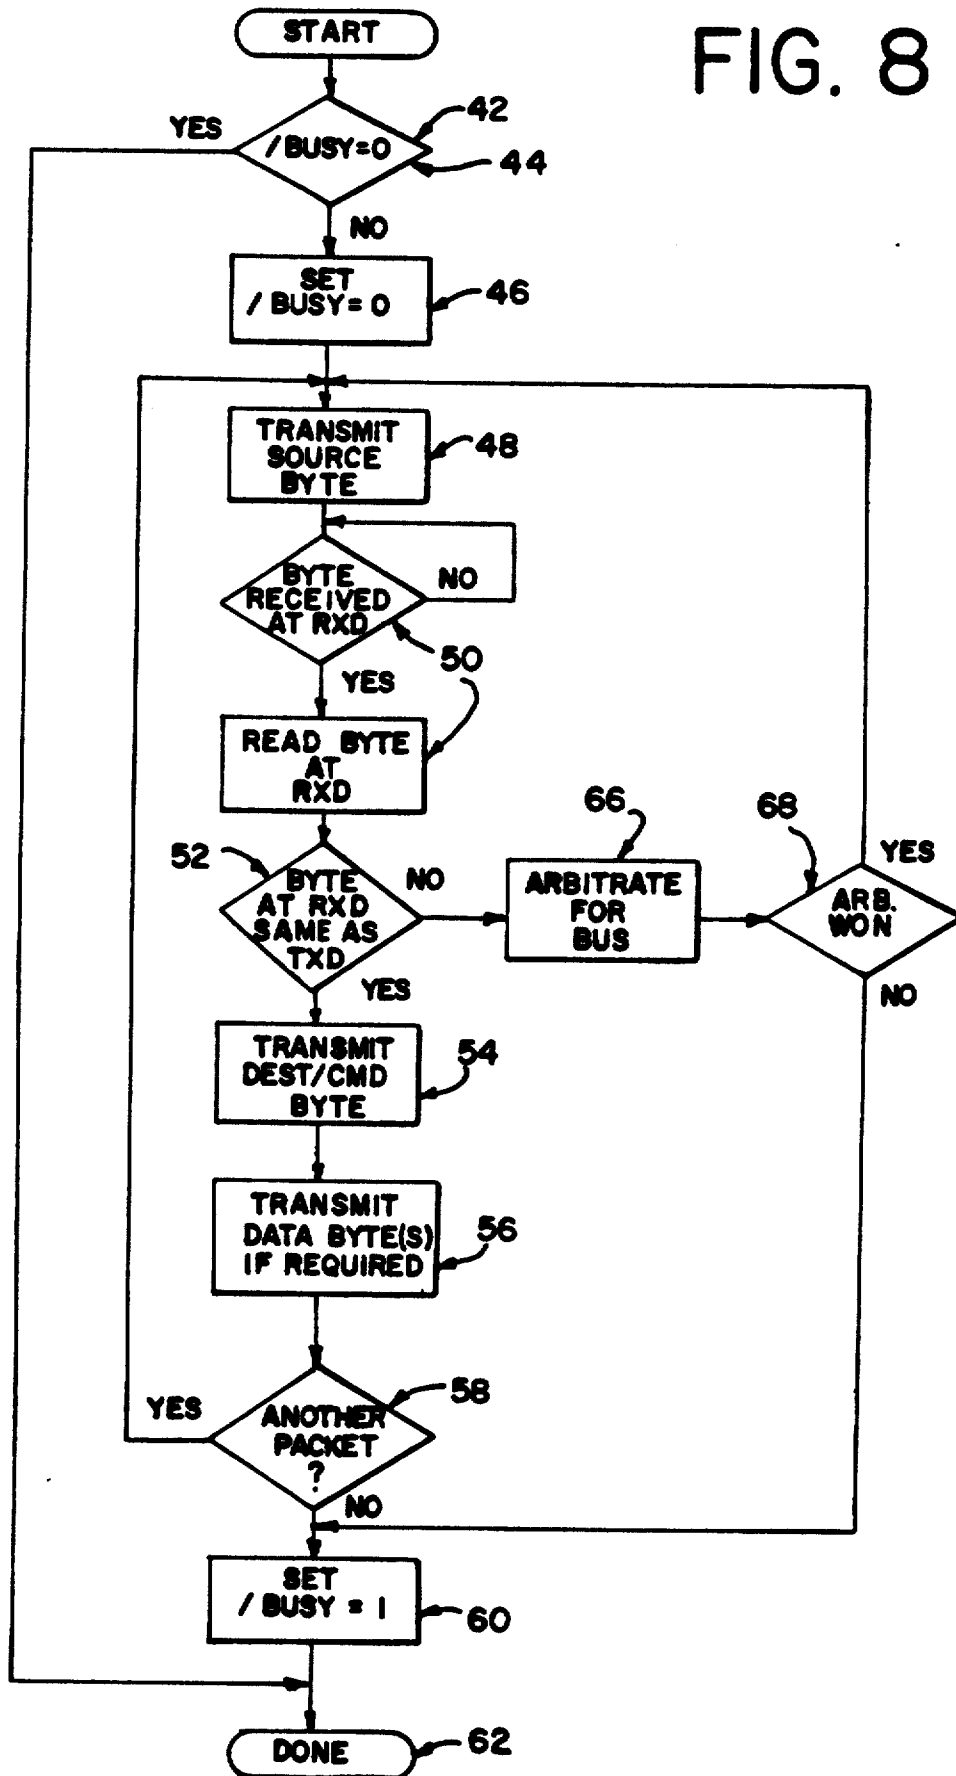 START
FIG. 8
42
YES
/ BUSY=0
44
NO
SET
/ BUSY= 0
46
TRANSMIT
SOURCE
BYTE
48
BYTE
RECEIVED
AT RXD
NO
50
YES
READ BYTE
AT
RXD
66
68
52
BYTE
AT RXD
SAME AS
TXD
NO
ARBITRATE
FOR
BUS
YES
ARB.
WON
YES
NO
TRANSMIT
DEST/CMD
BYTE
54
TRANSMIT
DATA BYTE(S)
IF REQUIRED
56
58
YES
ANOTHER
PACKET
?
NO
SET
/ BUSY = 1
60
DONE
62